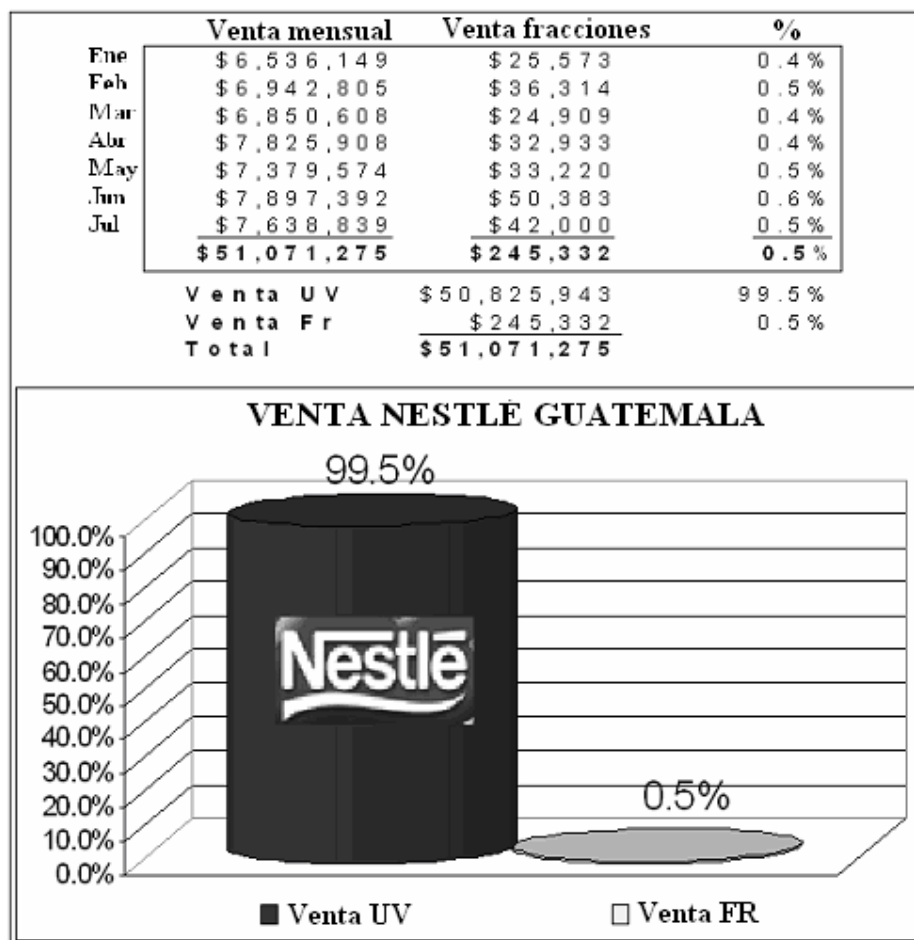 Venta mensual Venta fracciones %
Ene $6,536,149 $25,573 0.4%
Feb $6,942,805 $36,314 0.5%
Mar $6,850,608 $24,909 0.4%
Abr $7,825,908 $32,933 0.4%
May $7,379,574 $33,220 0.5%
Jun $7,897,392 $50,383 0.6%
Jul $7,638,839 $42,000 0.5%
$51,071,275 $245,332 0.5%
Venta UV $50,825,943 99.5%
Venta Fr $245,332 0.5%
Total $51,071,275
VENTA NESTLÉ GUATEMALA
99.5%
100.0%
90.0%
80.0%
70.0%
60.0%
50.0%
40.0%
30.0%
20.0%
10.0%
0.0%
Nestlé
0.5%
Venta UV Venta FR